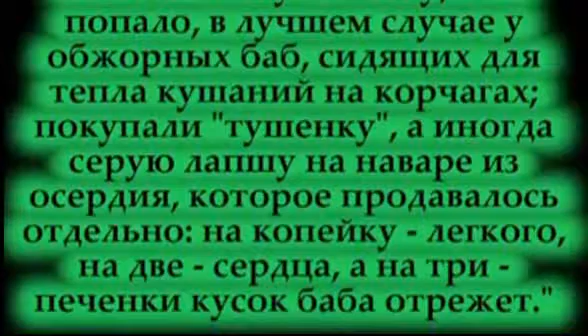 попало, в лучшем случае у
обжорных баб, сидящих для
тепла кушаний на корчагах;
покупали "тушенку", а иногда
серую лапшу на наваре из
осердия, которое продавалось
отдельно: на копейку - легкого,
на две - сердца, а на три -
печенки кусок баба отрежет."